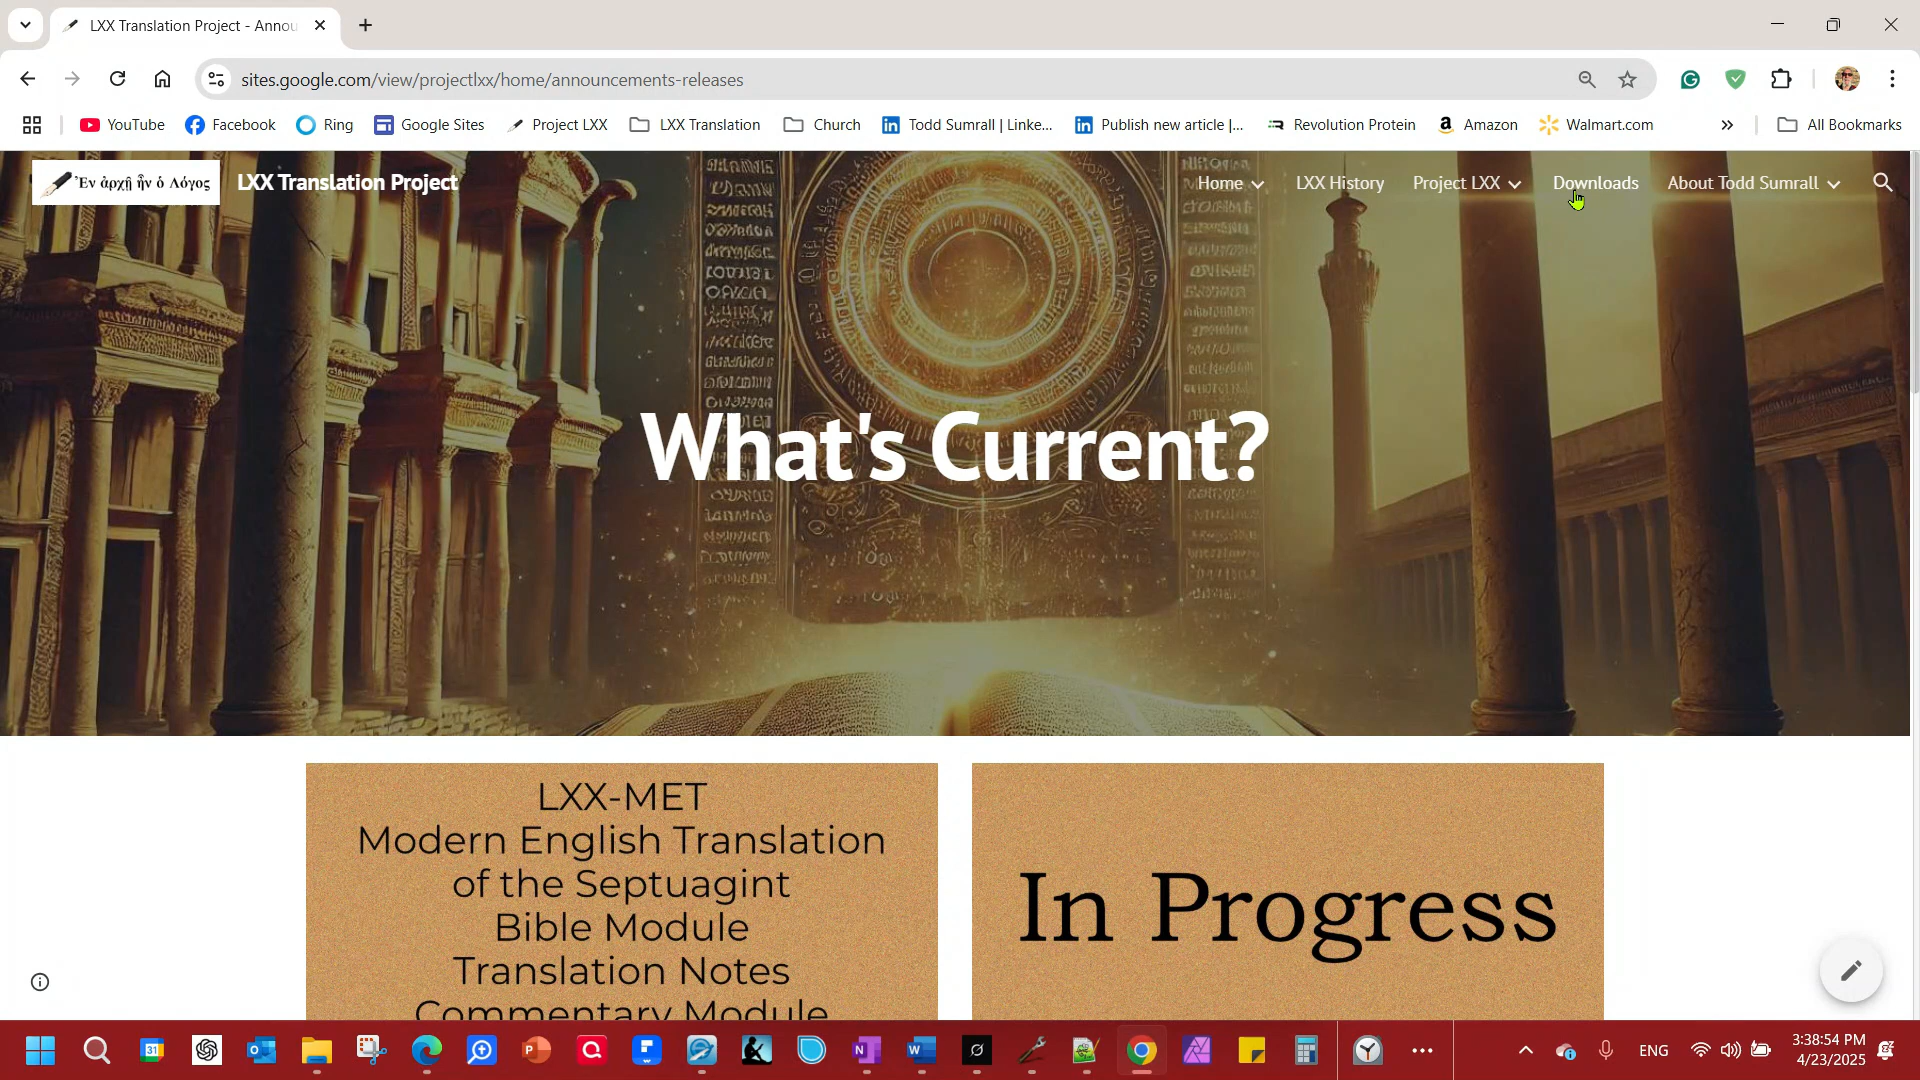 LXX Translation Project - Annou
sites.google.com/view/projectlxx/home/announcements-releases
YouTube Facebook Ring Google Sites Project LXX LXX Translation Church Todd Sumrall | Linke... Publish new article |... Revolution Protein Amazon Walmart.com » All Bookmarks
Ἐν ἀρχῇ ἦν ὁ Λόγος LXX Translation Project Home LXX History Project LXX Downloads About Todd Sumrall
What's Current?
LXX-MET
Modern English Translation
of the Septuagint
Bible Module
Translation Notes
Commentary Module
In Progress
31
ENG
3:38:54 PM
4/23/2025